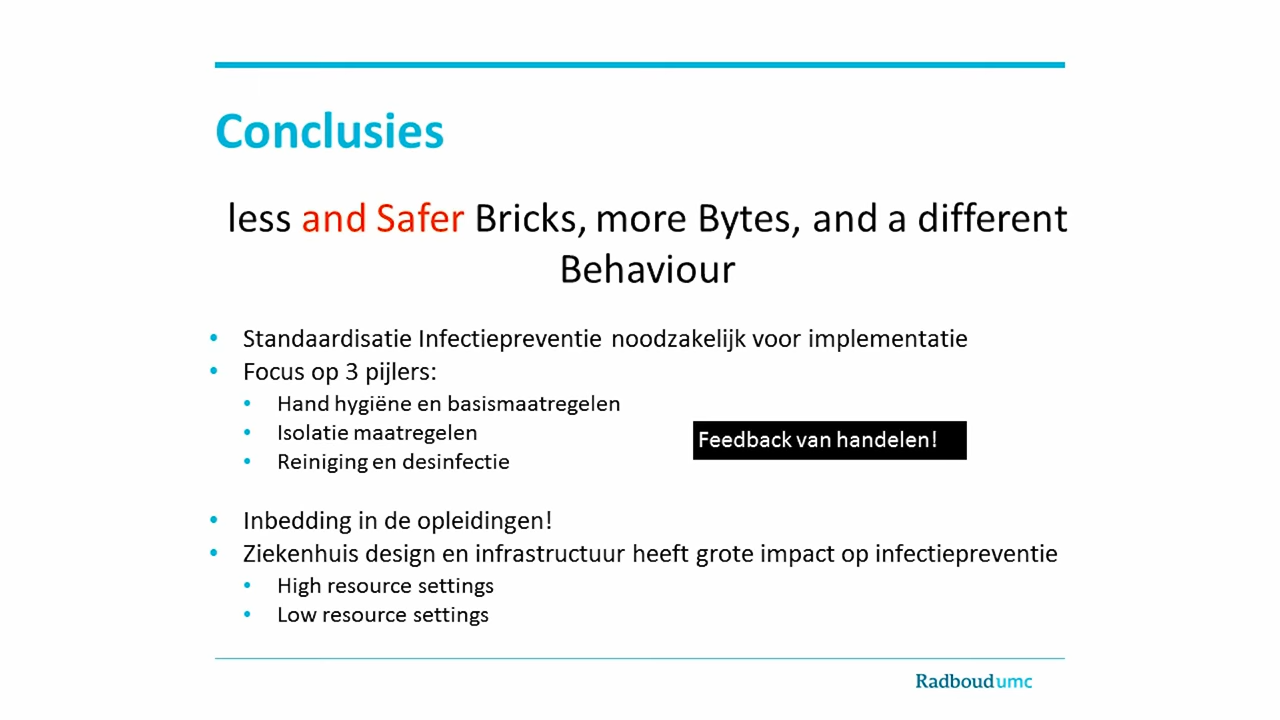 Conclusies
less and Safer Bricks, more Bytes, and a different
Behaviour
• Standaardisatie Infectiepreventie noodzakelijk voor implementatie
• Focus op 3 pijlers:
• Hand hygiëne en basismaatregelen
• Isolatie maatregelen
• Reiniging en desinfectie
Feedback van handelen!
• Inbedding in de opleidingen!
• Ziekenhuis design en infrastructuur heeft grote impact op infectiepreventie
• High resource settings
• Low resource settings
Radboudumc